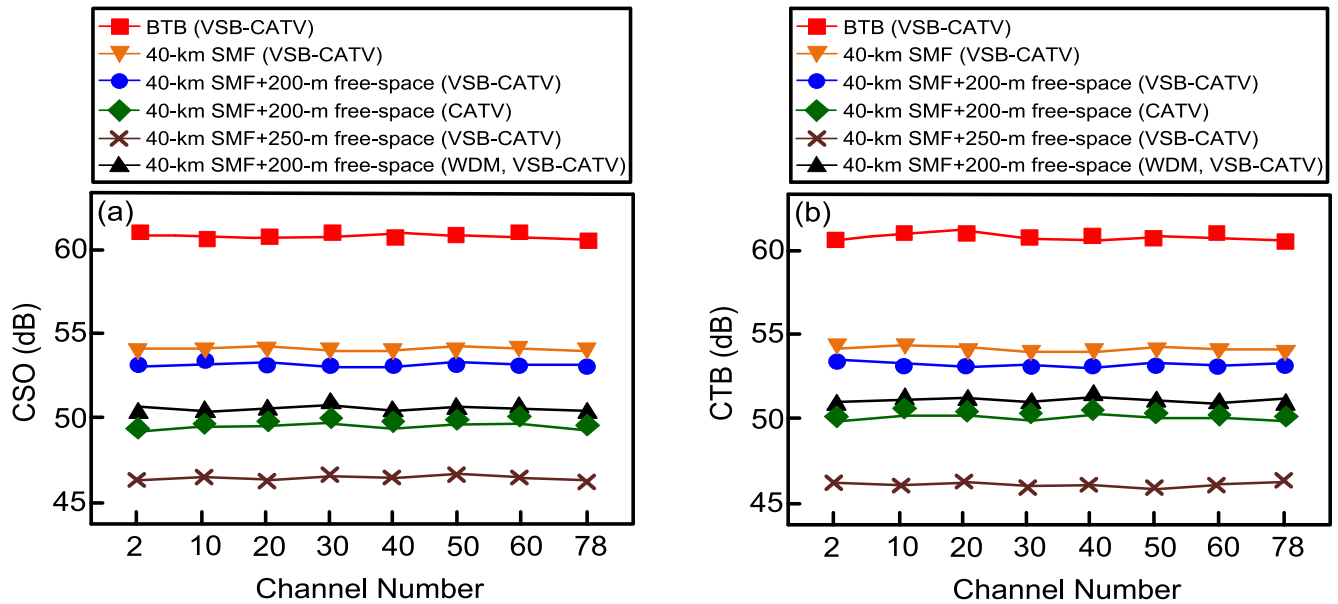 BTB (VSB-CATV)
40-km SMF (VSB-CATV)
40-km SMF+200-m free-space (VSB-CATV)
40-km SMF+200-m free-space (CATV)
40-km SMF+250-m free-space (VSB-CATV)
40-km SMF+200-m free-space (WDM, VSB-CATV)
(a)
60
55
50
45
CSO (dB)
2 10 20 30 40 50 60 78
Channel Number
BTB (VSB-CATV)
40-km SMF (VSB-CATV)
40-km SMF+200-m free-space (VSB-CATV)
40-km SMF+200-m free-space (CATV)
40-km SMF+250-m free-space (VSB-CATV)
40-km SMF+200-m free-space (WDM, VSB-CATV)
(b)
60
55
50
45
CTB (dB)
2 10 20 30 40 50 60 78
Channel Number